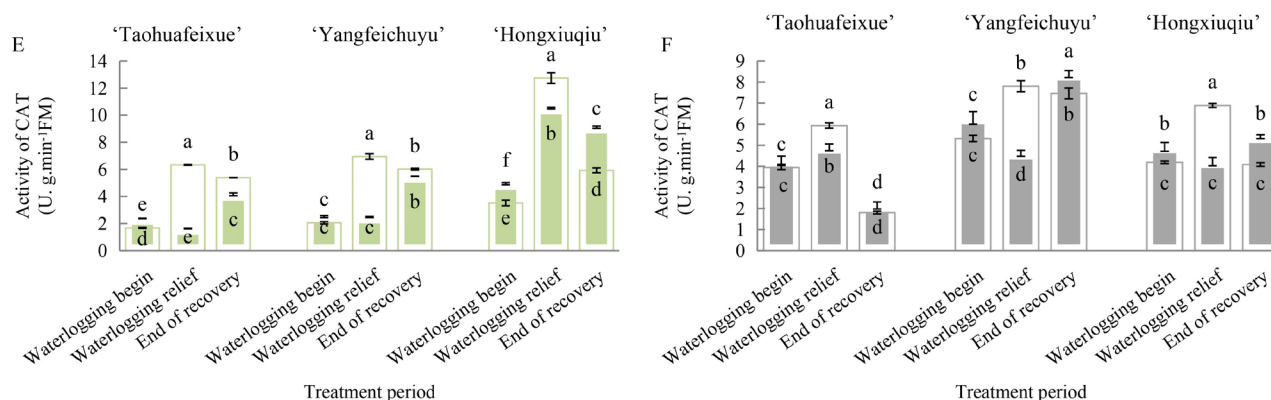 E
‘Taohuafeixue’ ‘Yangfeichuyu’ ‘Hongxiuqiu’
Activity of CAT
(U. g.min⁻¹FM)
14
12
10
8
6
4
2
0
e a b c a b f a c
d e c c c b e b d
Waterlogging begin
Waterlogging relief
End of recovery
Waterlogging begin
Waterlogging relief
End of recovery
Waterlogging begin
Waterlogging relief
End of recovery
Treatment period
F
‘Taohuafeixue’ ‘Yangfeichuyu’ ‘Hongxiuqiu’
Activity of CAT
(U. g.min⁻¹FM)
9
8
7
6
5
4
3
2
1
0
c a d c b a b a b
c b d c d b c c c
Waterlogging begin
Waterlogging relief
End of recovery
Waterlogging begin
Waterlogging relief
End of recovery
Waterlogging begin
Waterlogging relief
End of recovery
Treatment period